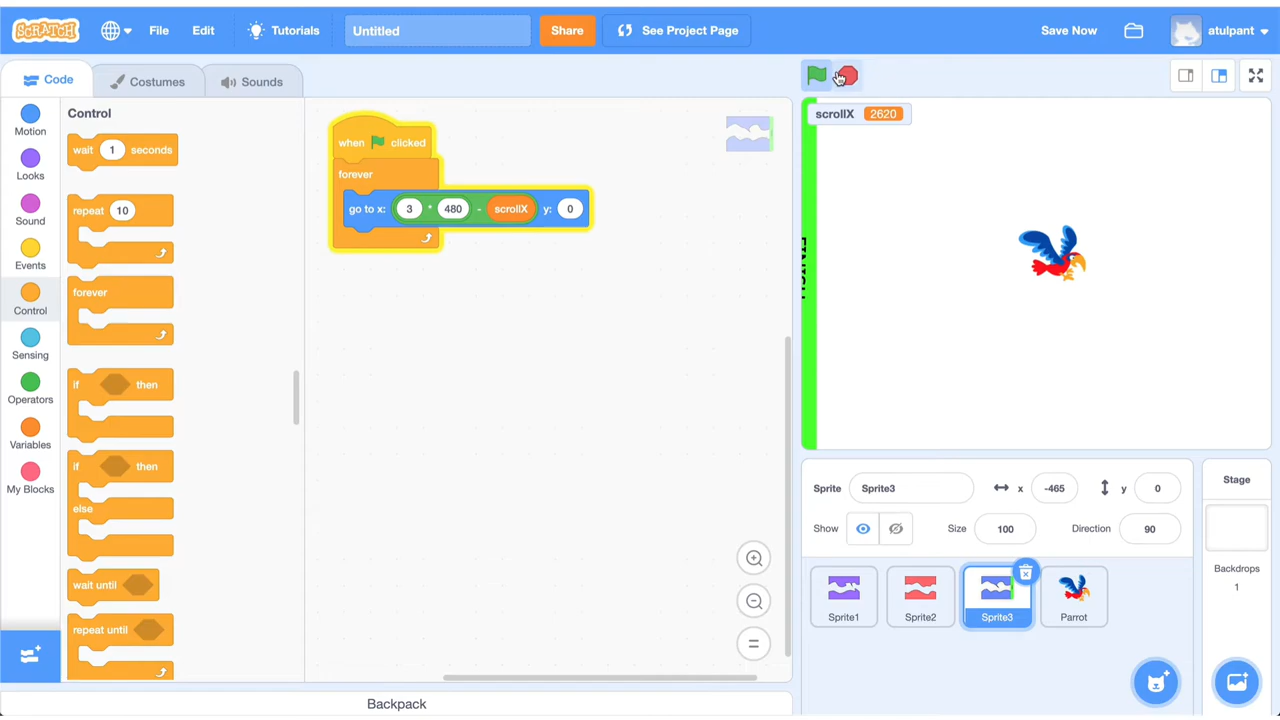 SCRATCH
File
Edit
Tutorials
Untitled
Share
See Project Page
Save Now
atulpant
Code
Costumes
Sounds
Motion
Looks
Sound
Events
Control
Sensing
Operators
Variables
My Blocks
Control
wait 1 seconds
repeat 10
forever
if then
if then
else
wait until
repeat until
when clicked
forever
go to x: 3 * 480 - scrollX y: 0
scrollX 2620
FINISH
Sprite Sprite3 x -465 y 0
Show Size 100 Direction 90
Sprite1
Sprite2
Sprite3
Parrot
Stage
Backdrops
1
Backpack